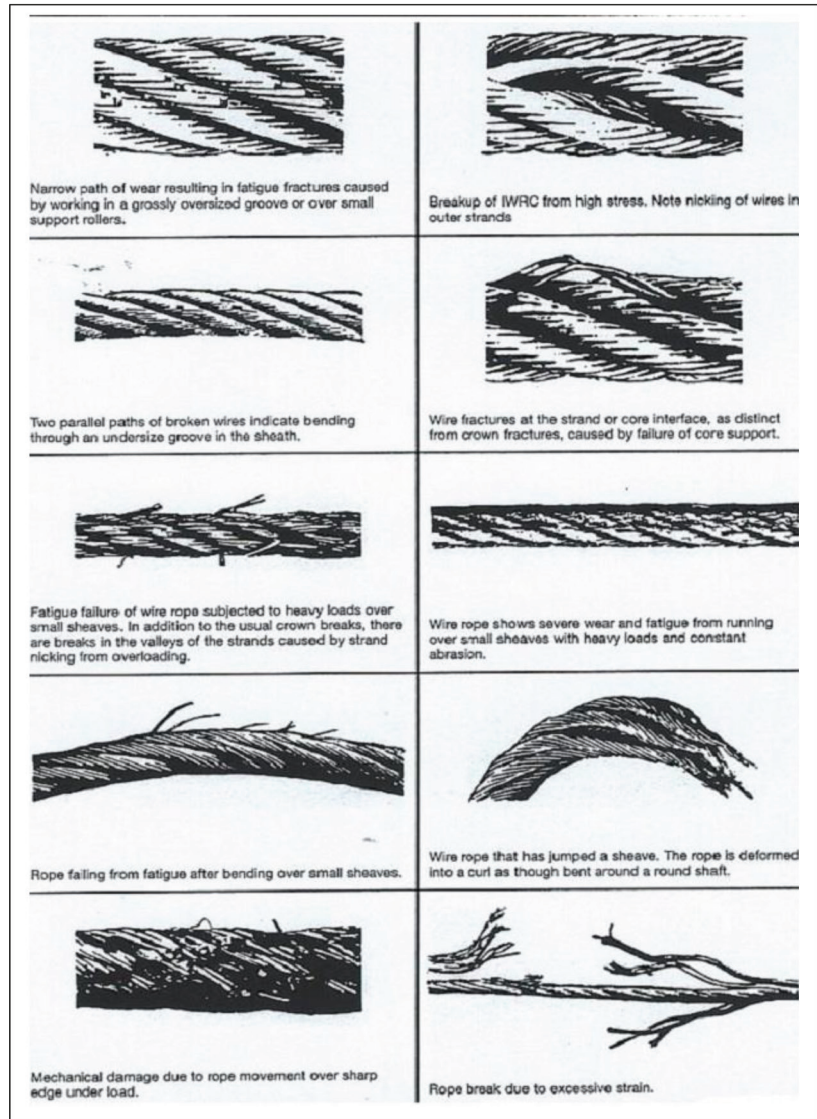 Narrow path of wear resulting in fatigue fractures caused
by working in a grossly oversized groove or over small
support rollers.
Breakup of IWRC from high stress. Note nickling of wires in
outer strands
Two parallel paths of broken wires indicate bending
through an undersize groove in the sheath.
Wire fractures at the strand or core interface, as distinct
from crown fractures, caused by failure of core support.
Fatigue failure of wire rope subjected to heavy loads over
small sheaves. In addition to the usual crown breaks, there
are breaks in the valleys of the strands caused by strand
nicking from overloading.
Wire rope shows severe wear and fatigue from running
over small sheaves with heavy loads and constant
abrasion.
Rope failing from fatigue after bending over small sheaves.
Wire rope that has jumped a sheave. The rope is deformed
into a curl as though bent around a round shaft.
Mechanical damage due to rope movement over sharp
edge under load.
Rope break due to excessive strain.